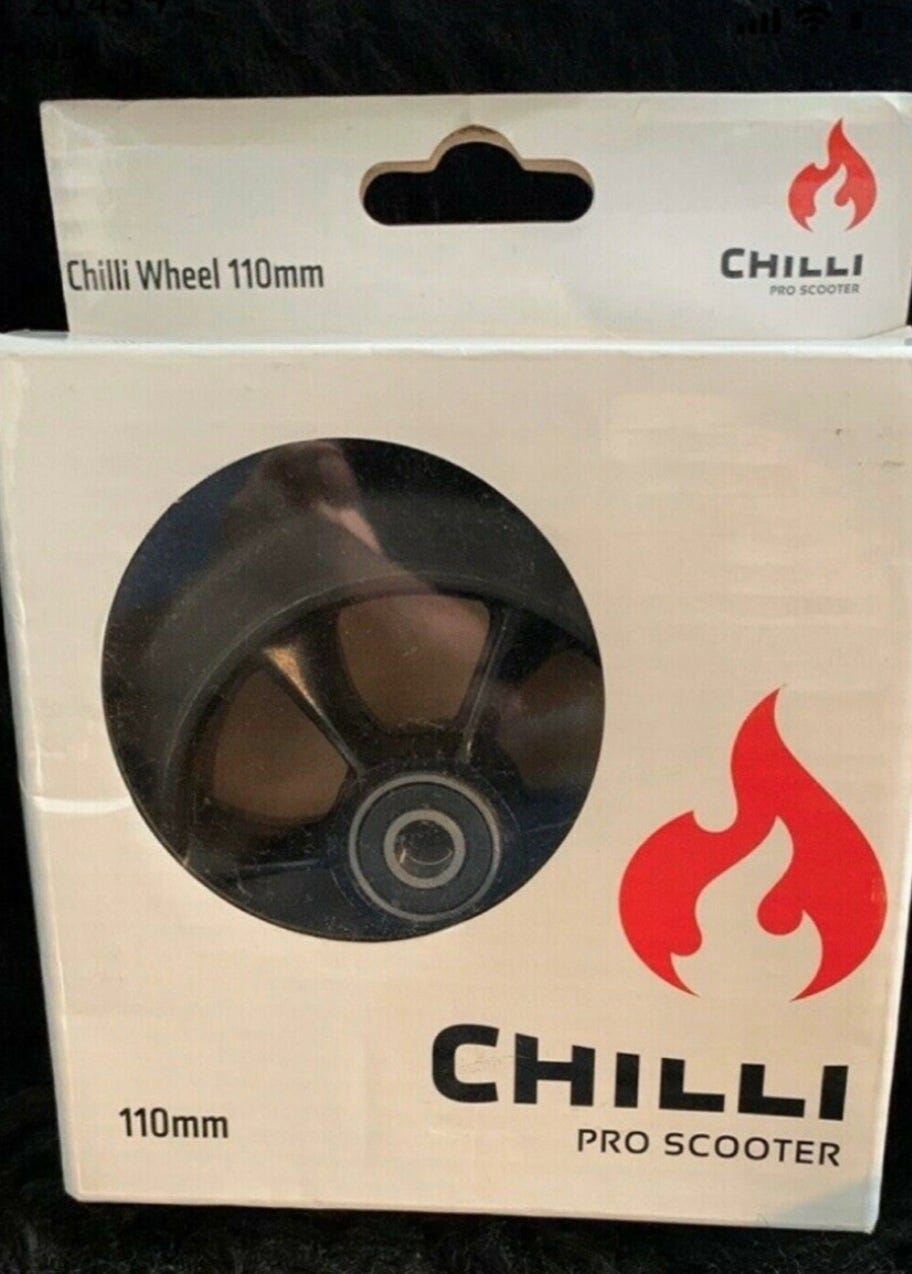 Chilli Wheel 110mm
CHILLI
PRO SCOOTER
CHILLI
PRO SCOOTER
110mm